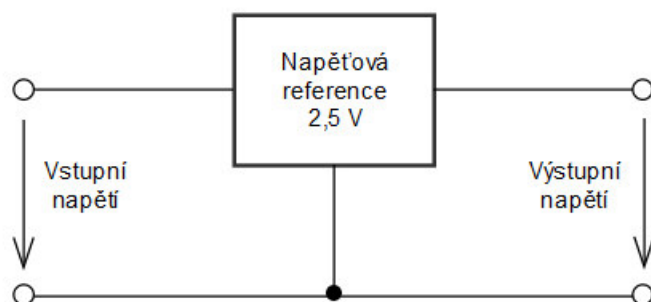 Napěťová
reference
2,5 V
Vstupní
napětí
Výstupní
napětí